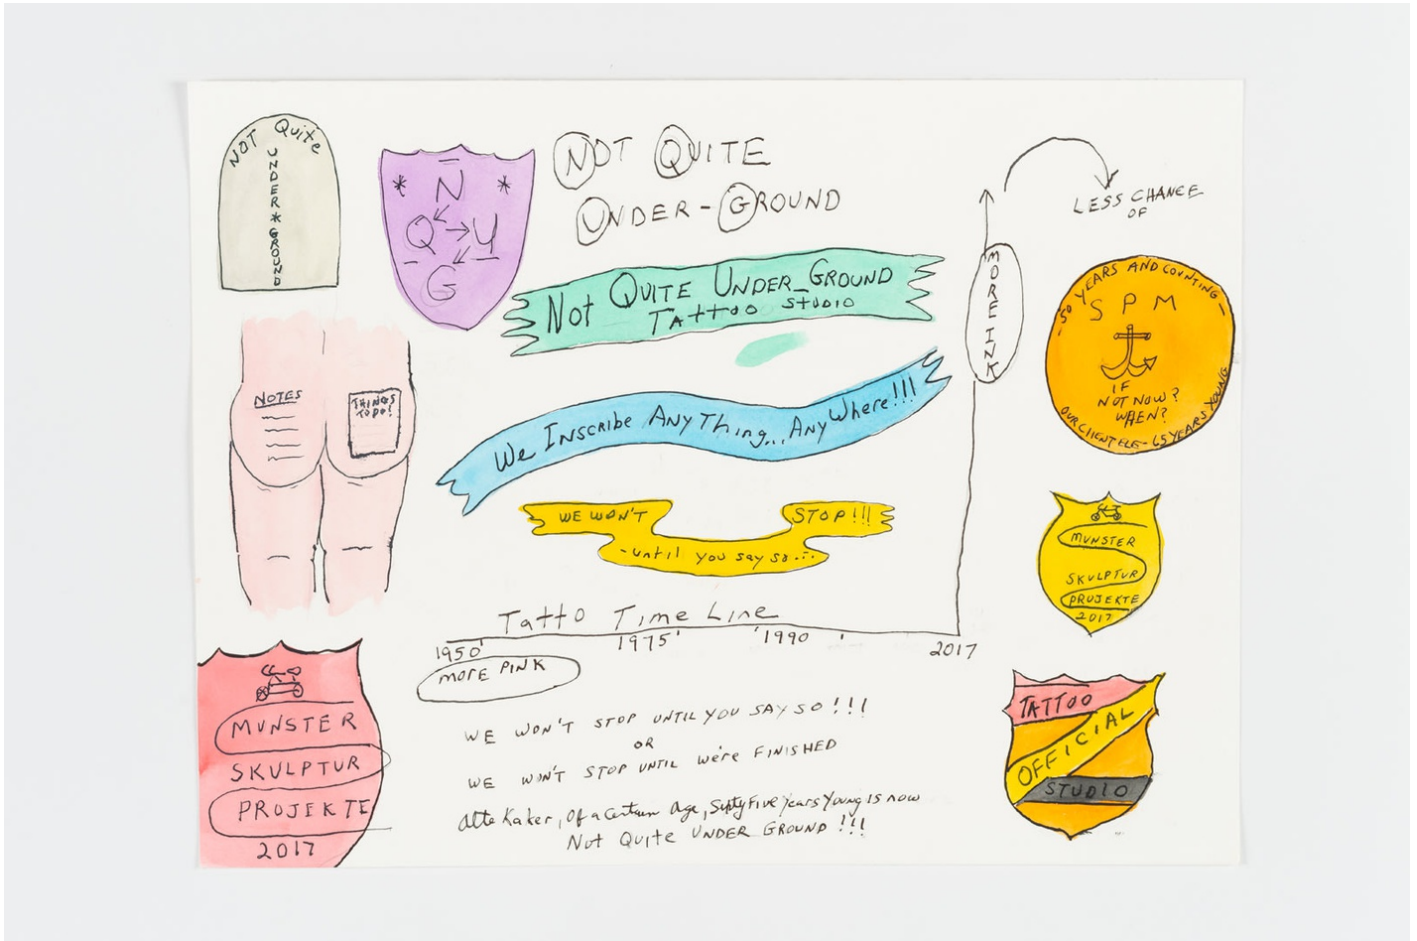 NOT Quite
UNDER*GROUND
* N *
Q → U
G
NOT QUITE
UNDER-GROUND
Not QUITE UNDER_GROUND
TAttoo STUDIO
We INSCRIBE ANYTHing...AnyWhere!!!
WE WON'T STOP!!!
-until you say so...
NOTES
THINGS
TO DO!
Tatto Time Line
1950' 1975' '1990 2017
MORE PINK
MORE INK
LESS CHANCE
OF
-50 YEARS AND COUNTING-
S P M
IF
NOT NOW?
WHEN?
OUR CLIENTELE-65 YEARS YOUNG
MUNSTER
SKULPTUR
PROJEKTE
2017
TATTOO
OFFICIAL
STUDIO
MUNSTER
SKULPTUR
PROJEKTE
2017
WE WON'T STOP UNTIL YOU SAY SO!!!
OR
WE WON'T STOP UNTIL We're FINISHED
Alte Kaker, Of a Certain Age, Sixty Five Years Young IS now
Not Quite UNDER GROUND!!!